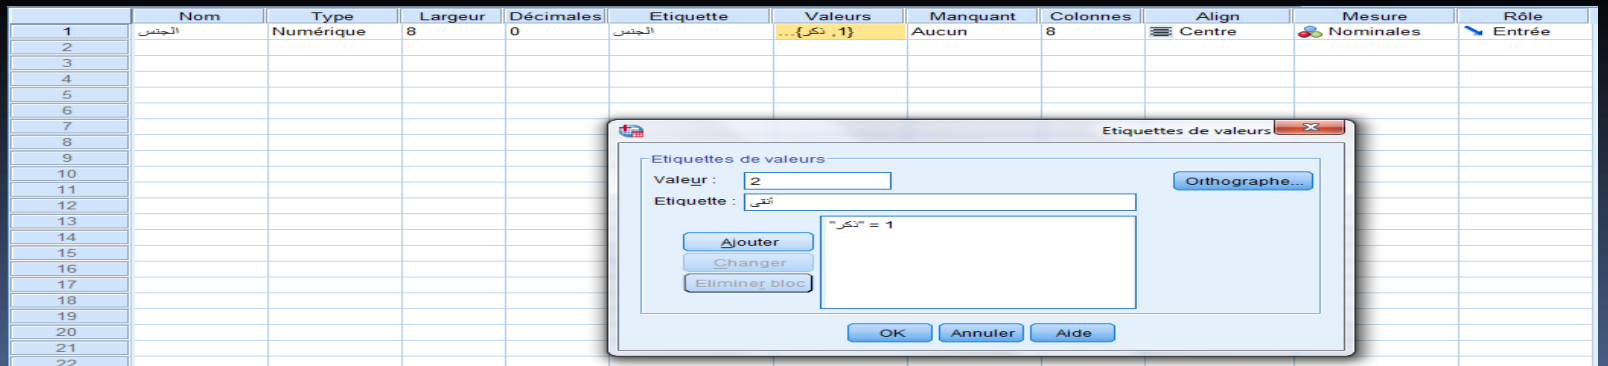 Nom Type Largeur Décimales Etiquette Valeurs Manquant Colonnes Align Mesure Rôle
1 الجنس Numérique 8 0 الجنس {1, ذكر}... Aucun 8 Centre Nominales Entrée
2
3
4
5
6
7
8
9
10
11
12
13
14
15
16
17
18
19
20
21
22
Etiquettes de valeurs
Etiquettes de valeurs
Valeur : 2 Orthographe...
Etiquette : أنثى
1 = "ذكر"
Ajouter
Changer
Eliminer bloc
OK Annuler Aide